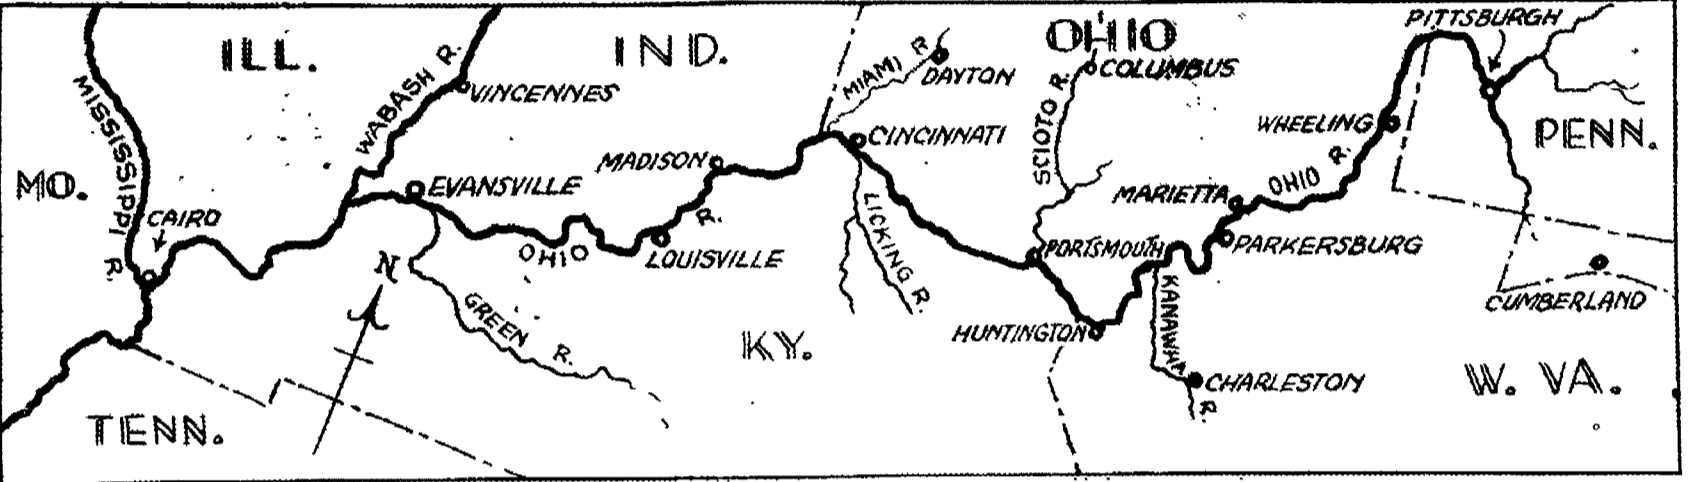 ILL.
IND.
OHIO
PITTSBURGH
MISSISSIPPI R.
WABASH R.
VINCENNES
MIAMI R.
DAYTON
SCIOTO R.
COLUMBUS
WHEELING
PENN.
MO.
CAIRO
EVANSVILLE
MADISON
CINCINNATI
LICKING R.
MARIETTA
OHIO R.
OHIO R.
LOUISVILLE
PORTSMOUTH
PARKERSBURG
N
GREEN R.
KY.
HUNTINGTON
KANAWHA R.
CUMBERLAND
CHARLESTON
W. VA.
TENN.